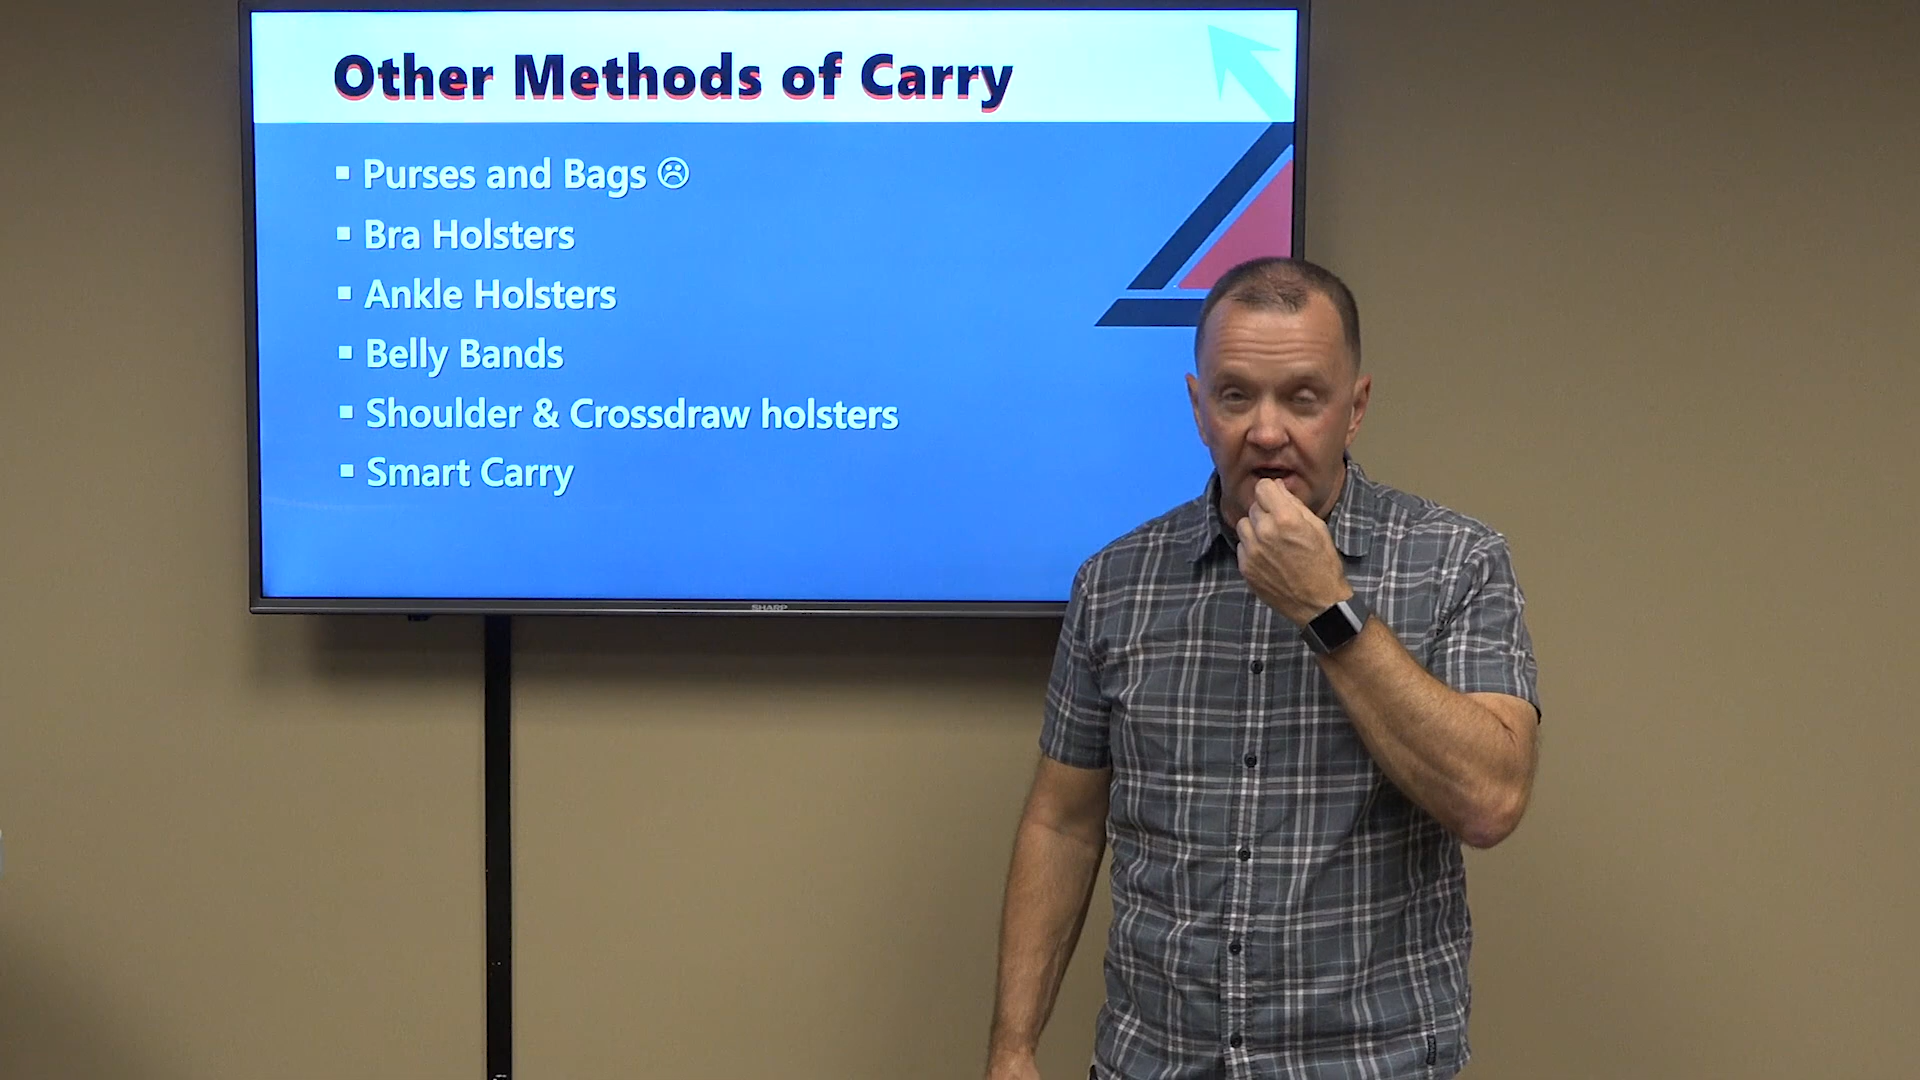 Other Methods of Carry
▪ Purses and Bags ☹
▪ Bra Holsters
▪ Ankle Holsters
▪ Belly Bands
▪ Shoulder & Crossdraw holsters
▪ Smart Carry
SHARP